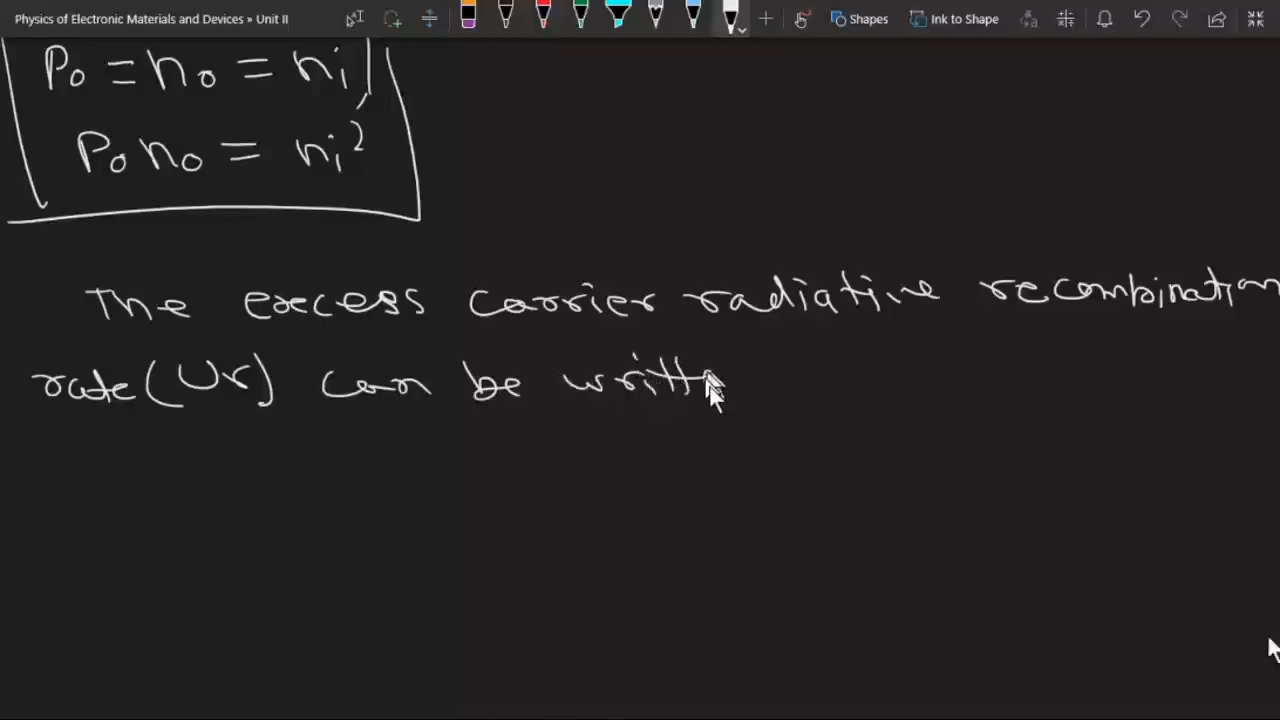 Physics of Electronic Materials and Devices » Unit II
Shapes
Ink to Shape
Po = no = ni,
Po no = ni²
The excess carrier radiative recombination
rate (Ur) can be writte